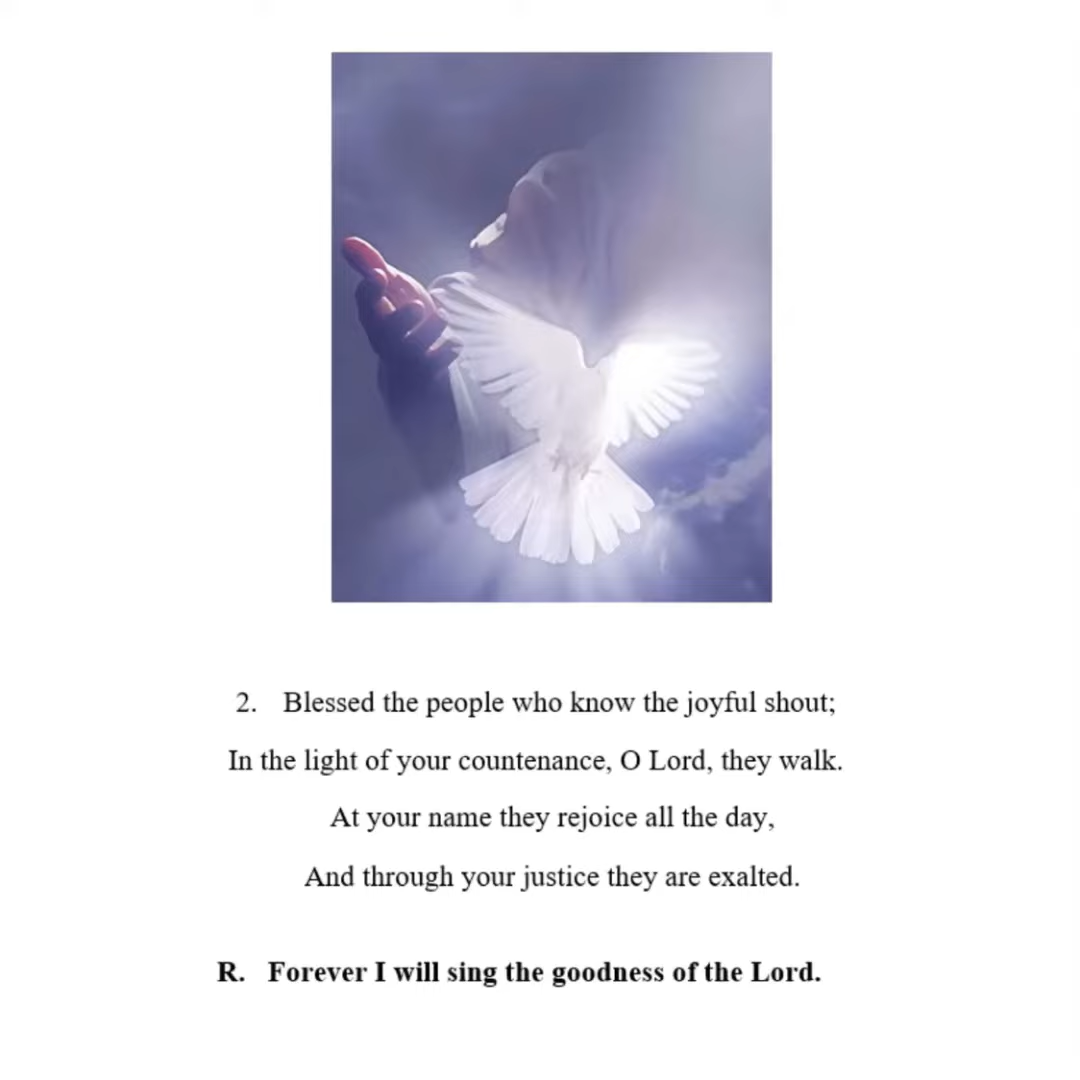 2. Blessed the people who know the joyful shout;
In the light of your countenance, O Lord, they walk.
At your name they rejoice all the day,
And through your justice they are exalted.
R. Forever I will sing the goodness of the Lord.